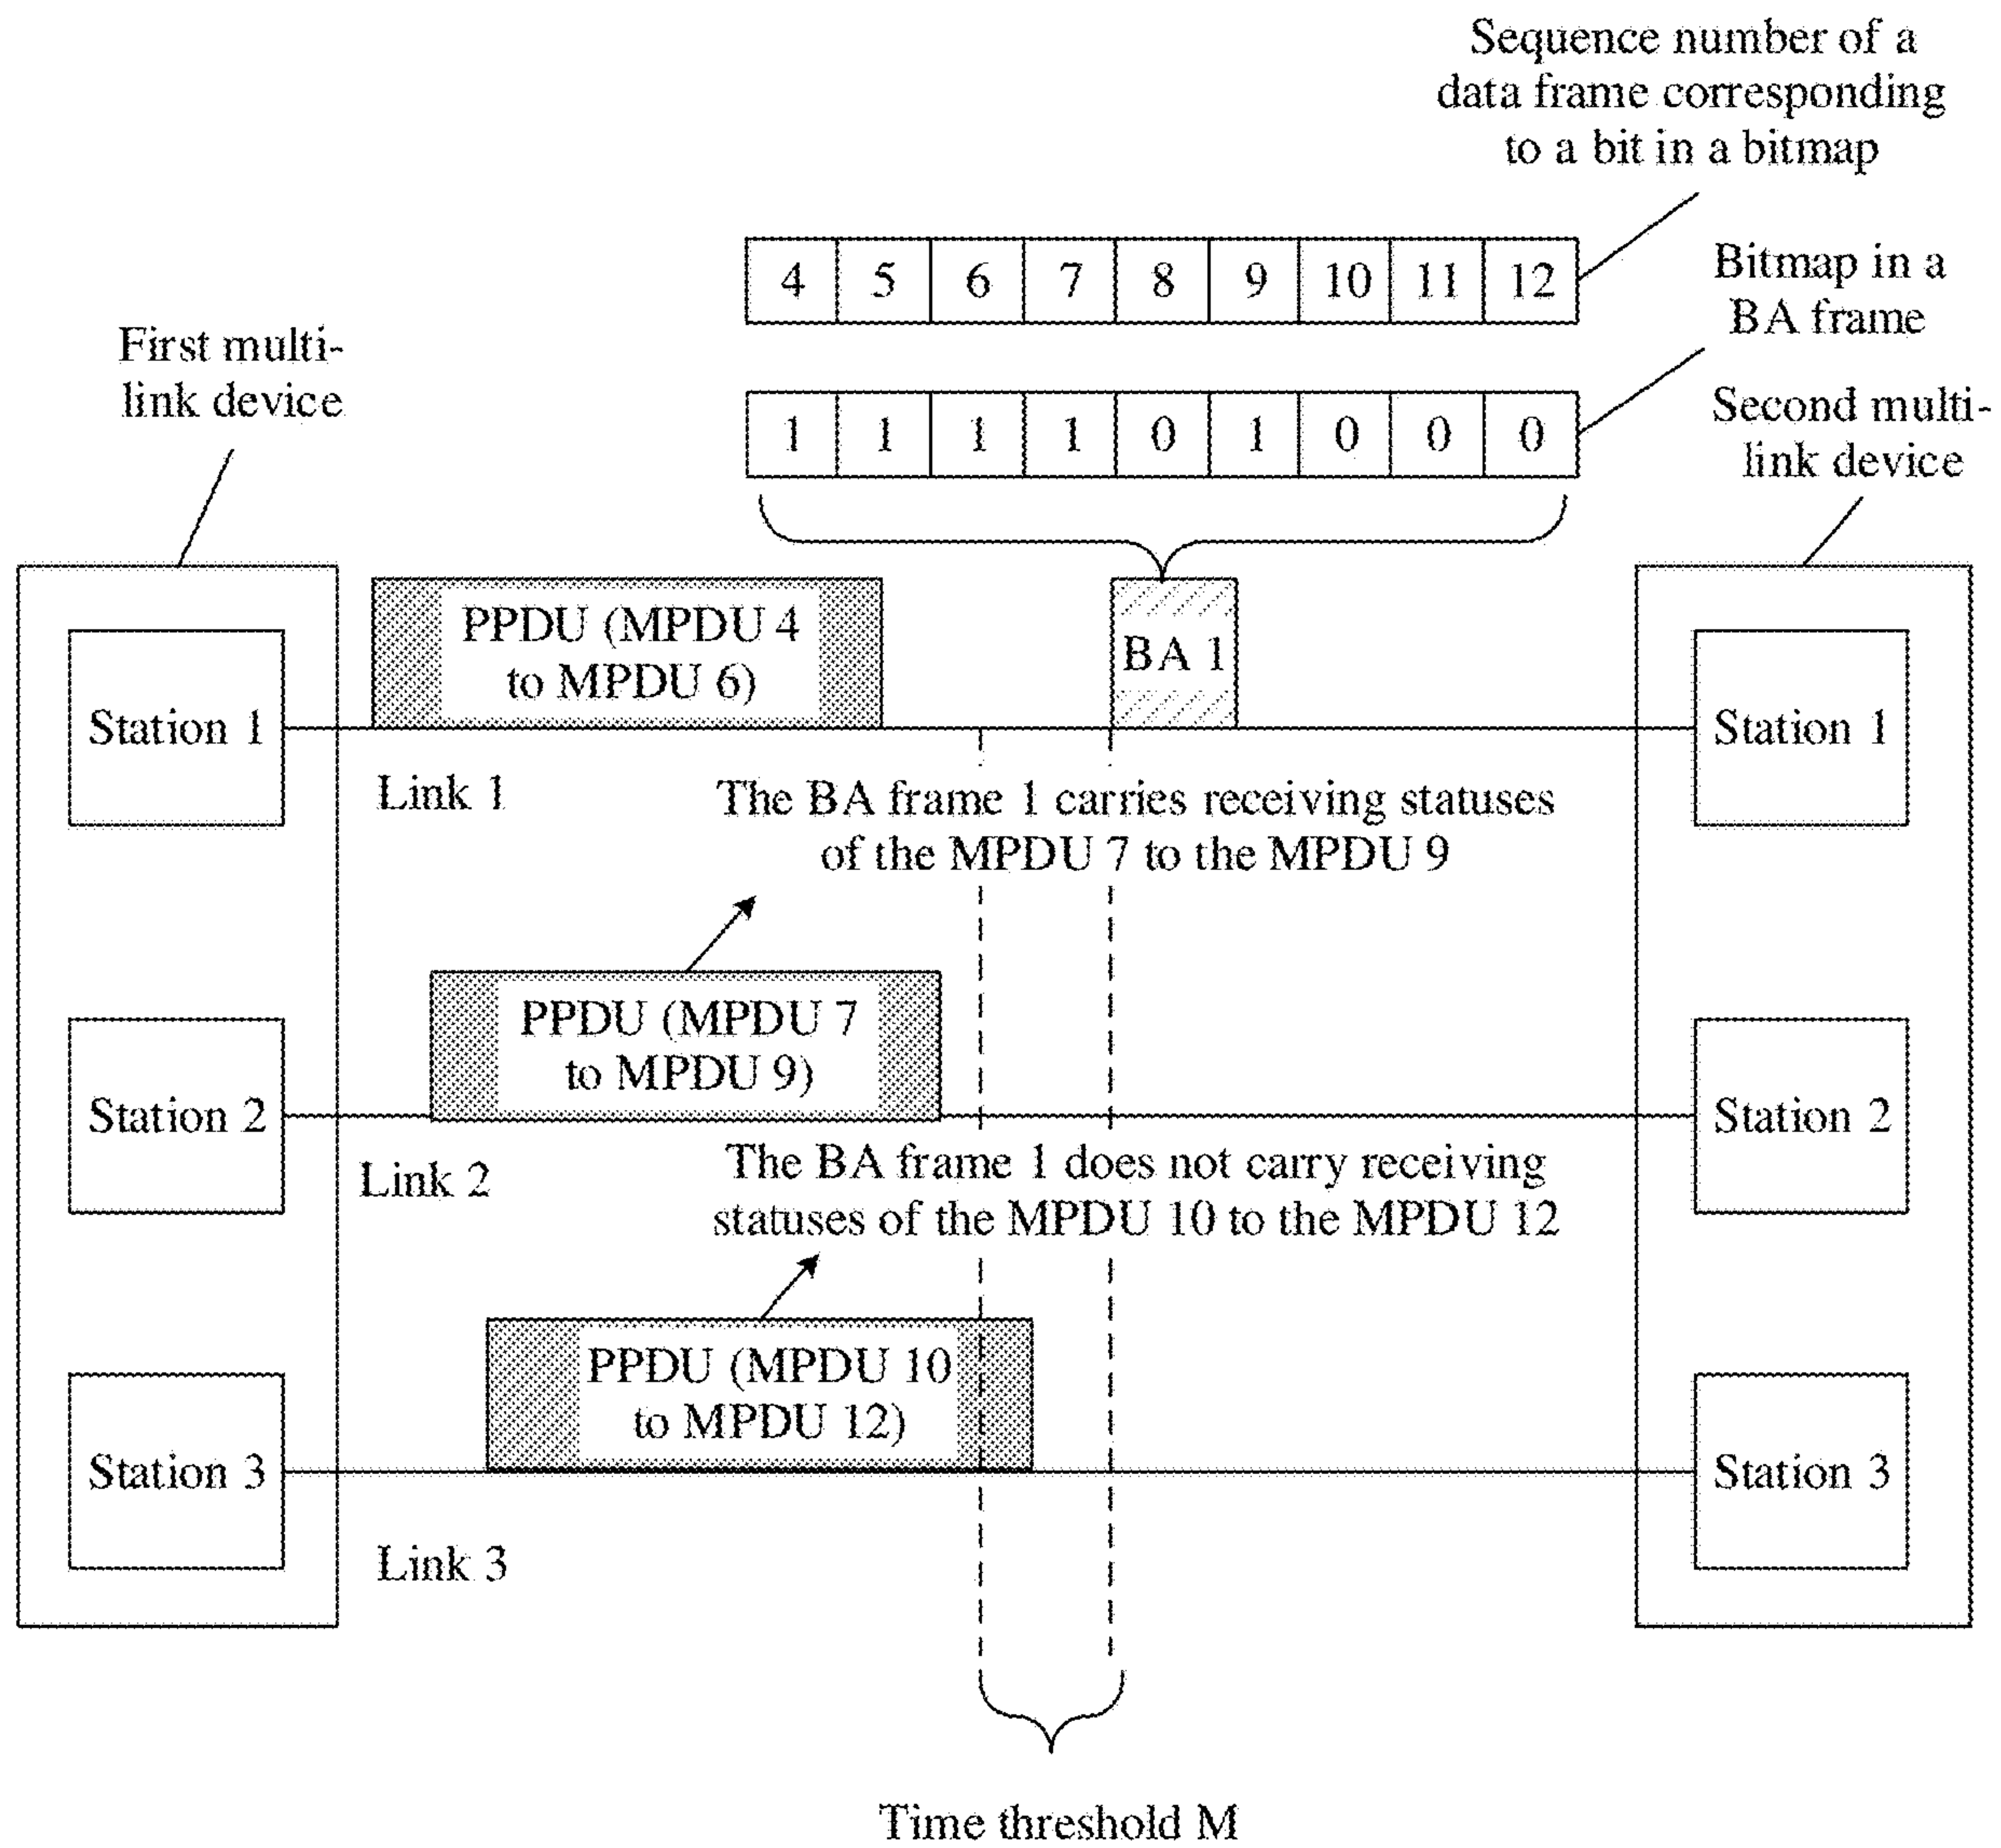 Sequence number of a
data frame corresponding
to a bit in a bitmap
4 5 6 7 8 9 10 11 12
Bitmap in a
BA frame
First multi-
link device
1 1 1 1 0 1 0 0 0
Second multi-
link device
PPDU (MPDU 4
to MPDU 6)
BA 1
Station 1
Station 1
Link 1
The BA frame 1 carries receiving statuses
of the MPDU 7 to the MPDU 9
PPDU (MPDU 7
to MPDU 9)
Station 2
Station 2
Link 2
The BA frame 1 does not carry receiving
statuses of the MPDU 10 to the MPDU 12
PPDU (MPDU 10
to MPDU 12)
Station 3
Station 3
Link 3
Time threshold M